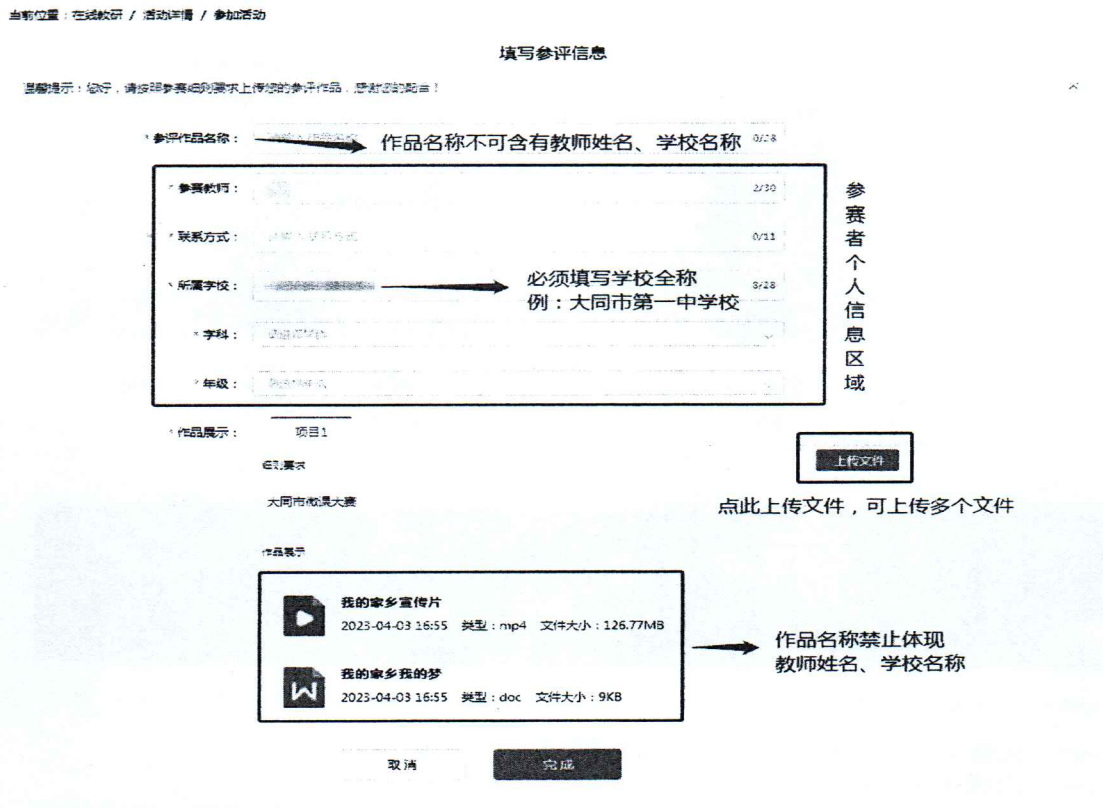 当前位置：在线教研 / 活动详情 / 参加活动
填写参评信息
温馨提示：您好，请按照参赛细则要求上传您的参评作品，感谢您的配合！
* 参评作品名称：
0/28
作品名称不可含有教师姓名、学校名称
* 参赛教师：
2/30
* 联系方式：
0/11
* 所属学校：
8/28
必须填写学校全称
例：大同市第一中学校
* 学科：
* 年级：
参赛者个人信息区域
* 作品展示：
项目1
上传文件
细则要求
点此上传文件，可上传多个文件
大同市微课大赛
作品展示
我的家乡宣传片
2023-04-03 16:55 类型：mp4 文件大小：126.77MB
我的家乡我的梦
2023-04-03 16:55 类型：doc 文件大小：9KB
作品名称禁止体现
教师姓名、学校名称
取消
完成